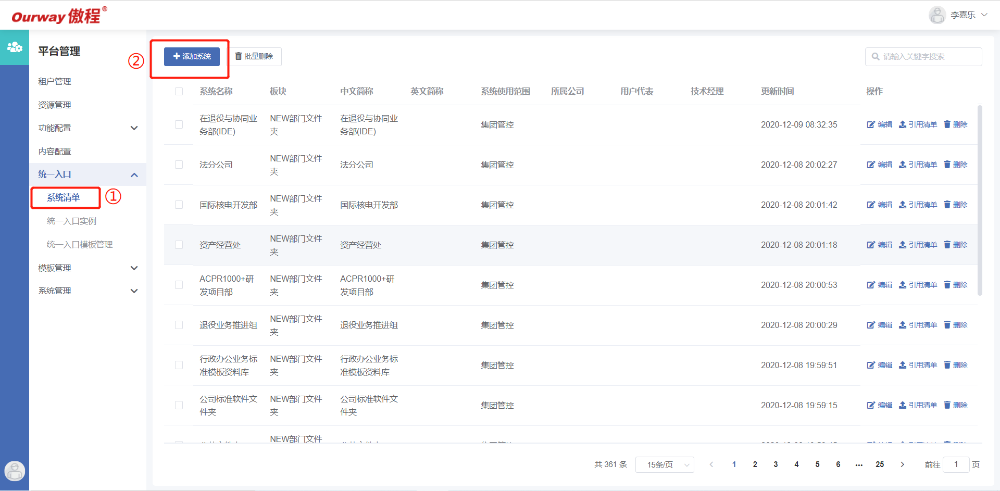 Ourway 傲程®
李嘉乐
平台管理
租户管理
资源管理
功能配置
内容配置
统一入口
系统清单
①
统一入口实例
统一入口模板管理
模板管理
系统管理
②
添加系统
批量删除
请输入关键字搜索
系统名称 板块 中文简称 英文简称 系统使用范围 所属公司 用户代表 技术经理 更新时间 操作
在退役与协同业 NEW部门文件 在退役与协同业
务部(IDE) 夹 务部(IDE) 集团管控 2020-12-09 08:32:35 编辑 引用清单 删除
NEW部门文件
法分公司 夹 法分公司 集团管控 2020-12-08 20:02:27 编辑 引用清单 删除
NEW部门文件
国际核电开发部 夹 国际核电开发部 集团管控 2020-12-08 20:01:42 编辑 引用清单 删除
NEW部门文件
资产经营处 夹 资产经营处 集团管控 2020-12-08 20:01:18 编辑 引用清单 删除
ACPR1000+研 NEW部门文件 ACPR1000+研
发项目部 夹 发项目部 集团管控 2020-12-08 20:00:53 编辑 引用清单 删除
NEW部门文件
退役业务推进组 夹 退役业务推进组 集团管控 2020-12-08 20:00:29 编辑 引用清单 删除
行政办公业务标 NEW部门文件 行政办公业务标
准模板资料库 夹 准模板资料库 集团管控 2020-12-08 19:59:51 编辑 引用清单 删除
公司标准软件文 NEW部门文件 公司标准软件文
件夹 夹 件夹 集团管控 2020-12-08 19:59:15 编辑 引用清单 删除
NEW部门文件
共 361 条 15条/页 1 2 3 4 5 6 ... 25 前往 1 页